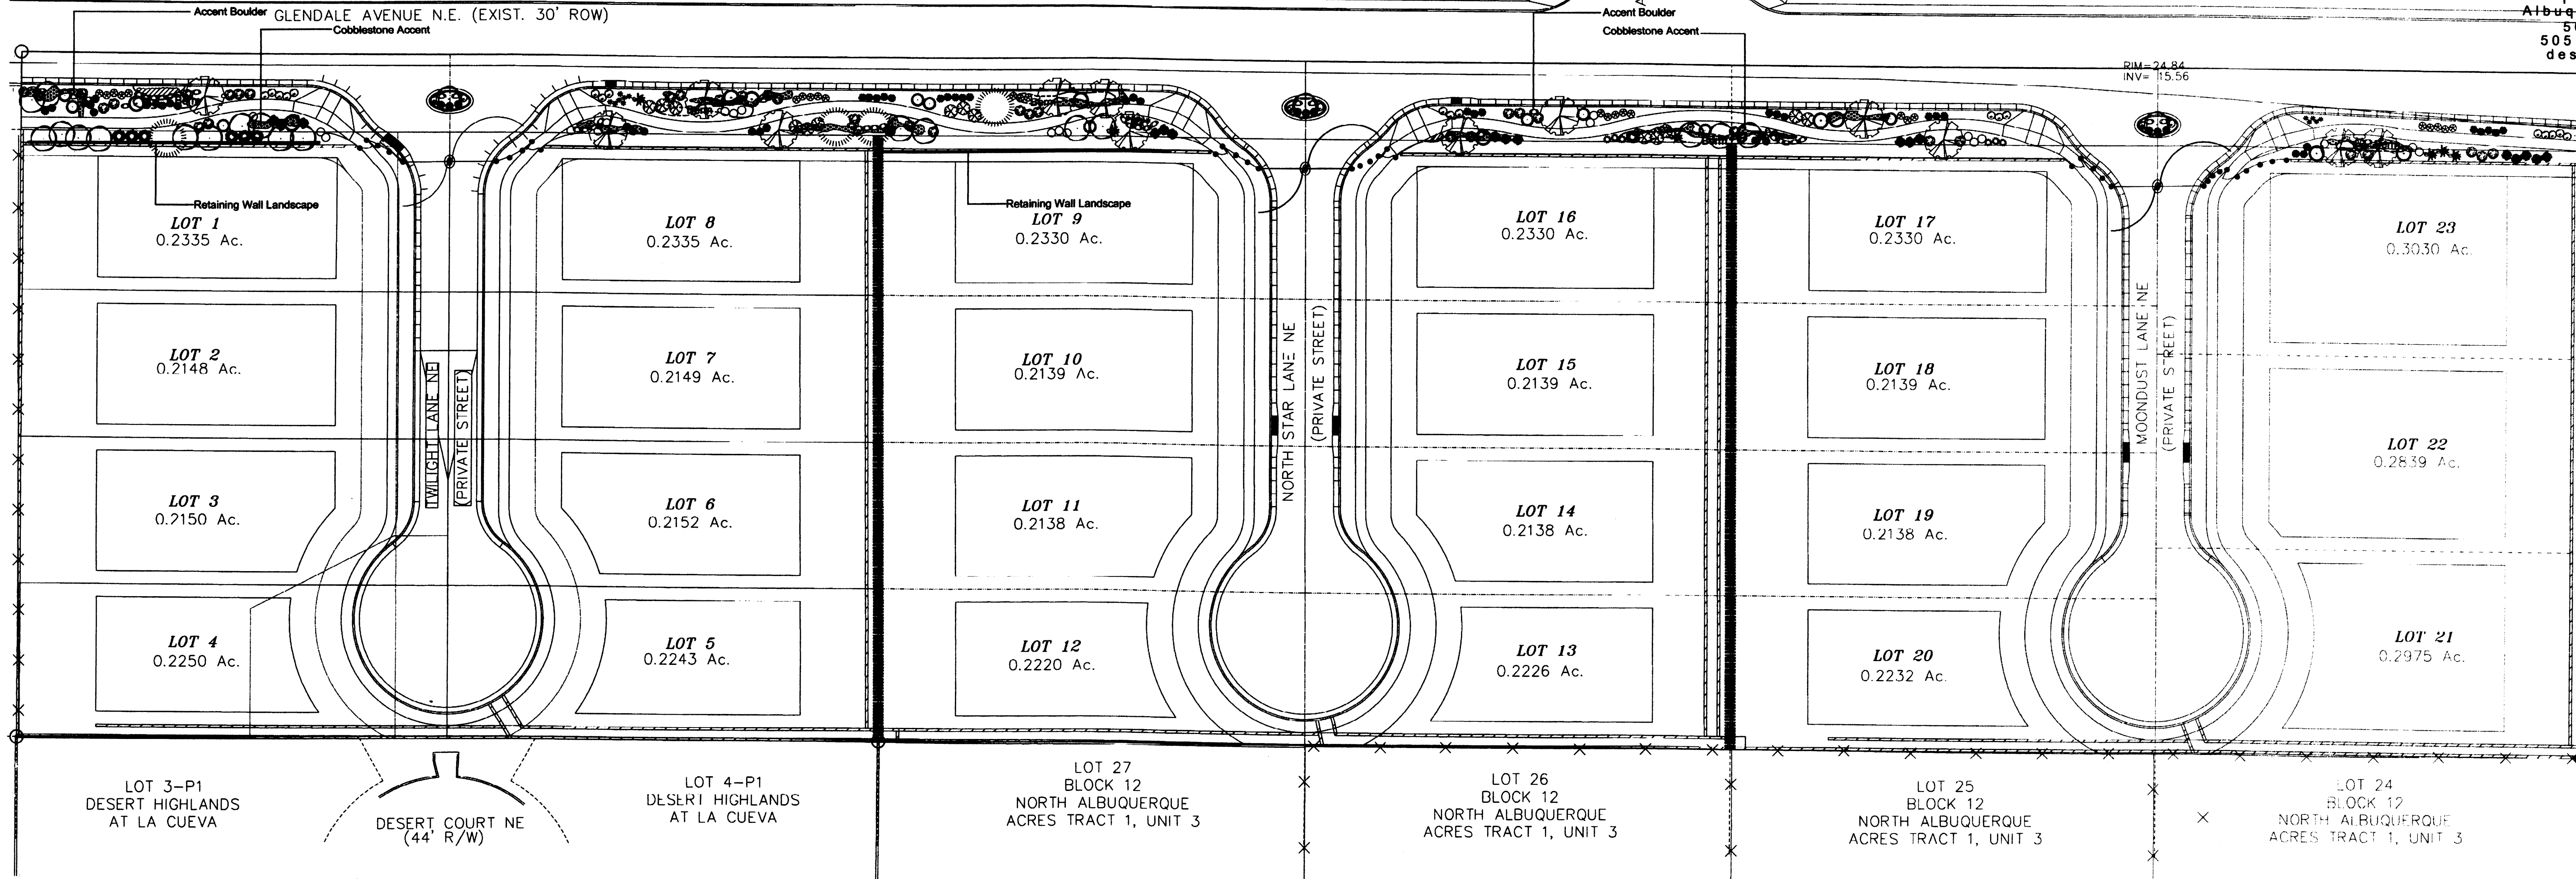 Accent Boulder
GLENDALE AVENUE N.E. (EXIST. 30' ROW)
Cobblestone Accent
Accent Boulder
Cobblestone Accent
Albuq
505
des
RIM=24.84
INV= 15.56
Retaining Wall Landscape
LOT 1
0.2335 Ac.
LOT 8
0.2335 Ac.
Retaining Wall Landscape
LOT 9
0.2330 Ac.
LOT 16
0.2330 Ac.
LOT 17
0.2330 Ac.
LOT 23
0.3030 Ac.
LOT 2
0.2148 Ac.
LOT 7
0.2149 Ac.
LOT 10
0.2139 Ac.
LOT 15
0.2139 Ac.
LOT 18
0.2139 Ac.
LOT 22
0.2839 Ac.
TWILIGHT LANE NE
(PRIVATE STREET)
NORTH STAR LANE NE
(PRIVATE STREET)
MOONDUST LANE NE
(PRIVATE STREET)
LOT 3
0.2150 Ac.
LOT 6
0.2152 Ac.
LOT 11
0.2138 Ac.
LOT 14
0.2138 Ac.
LOT 19
0.2138 Ac.
LOT 4
0.2250 Ac.
LOT 5
0.2243 Ac.
LOT 12
0.2220 Ac.
LOT 13
0.2226 Ac.
LOT 20
0.2232 Ac.
LOT 21
0.2975 Ac.
LOT 3-P1
DESERT HIGHLANDS
AT LA CUEVA
DESERT COURT NE
(44' R/W)
LOT 4-P1
DESERT HIGHLANDS
AT LA CUEVA
LOT 27
BLOCK 12
NORTH ALBUQUERQUE
ACRES TRACT 1, UNIT 3
LOT 26
BLOCK 12
NORTH ALBUQUERQUE
ACRES TRACT 1, UNIT 3
LOT 25
BLOCK 12
NORTH ALBUQUERQUE
ACRES TRACT 1, UNIT 3
LOT 24
BLOCK 12
NORTH ALBUQUERQUE
ACRES TRACT 1, UNIT 3